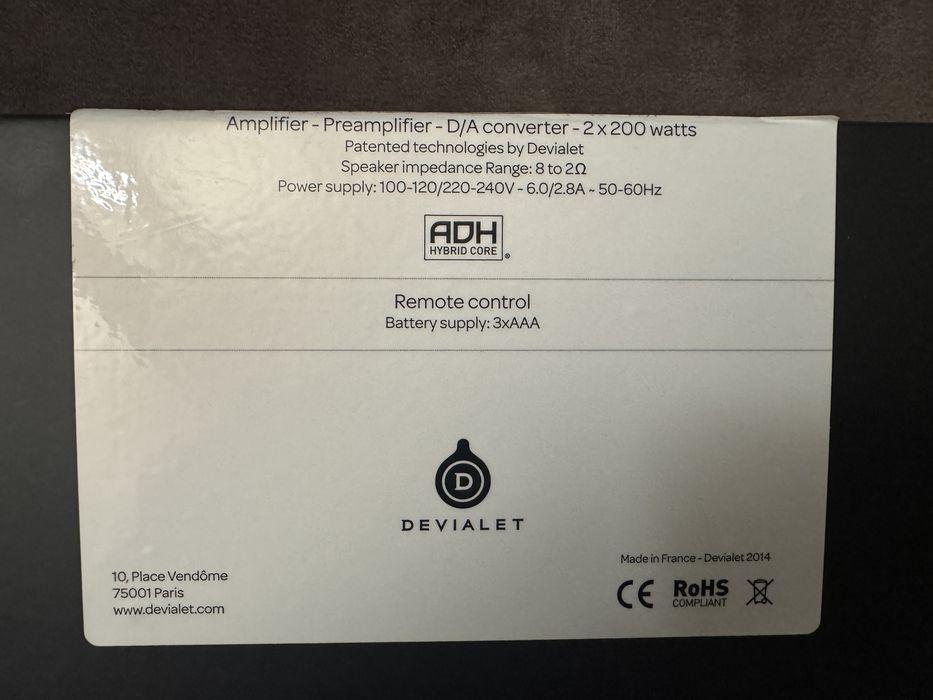 Amplifier - Preamplifier - D/A converter - 2 x 200 watts
Patented technologies by Devialet
Speaker impedance Range: 8 to 2Ω
Power supply: 100-120/220-240V - 6.0/2.8A ~ 50-60Hz
ADH
HYBRID CORE ®
Remote control
Battery supply: 3xAAA
D
DEVIALET
Made in France - Devialet 2014
10, Place Vendôme
75001 Paris
www.devialet.com
CE RoHS
COMPLIANT